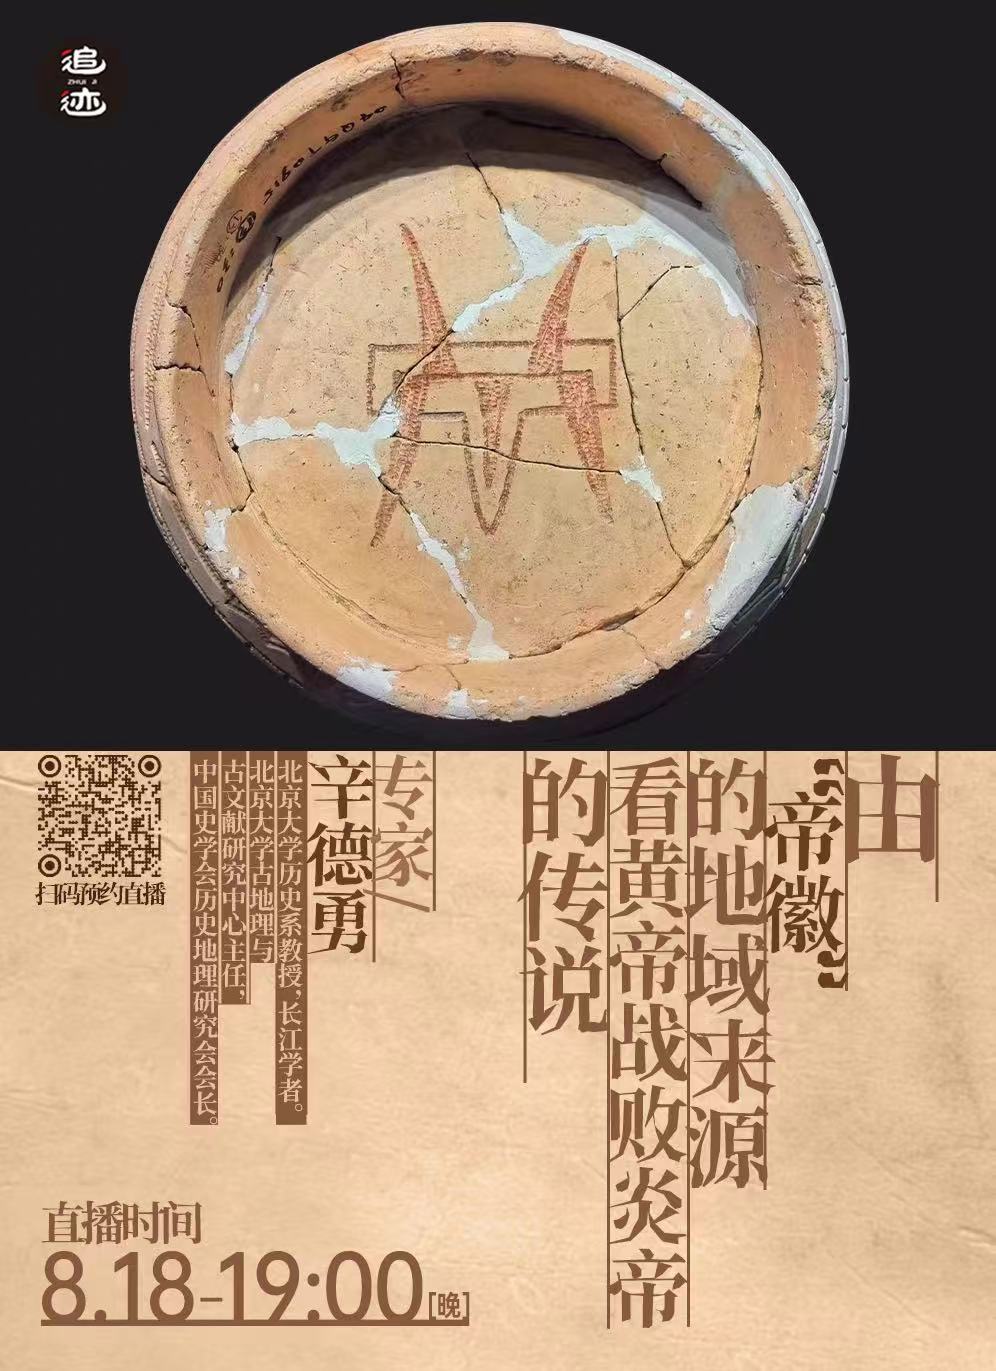 追
ZHUI JI
迹
由
“帝徽”
的地域来源
看黄帝战败炎帝
的传说
专家
辛德勇
北京大学历史系教授，长江学者。
北京大学古地理与
古文献研究中心主任，
中国史学会历史地理研究会会长。
扫码预约直播
直播时间
8.18-19:00[晚]